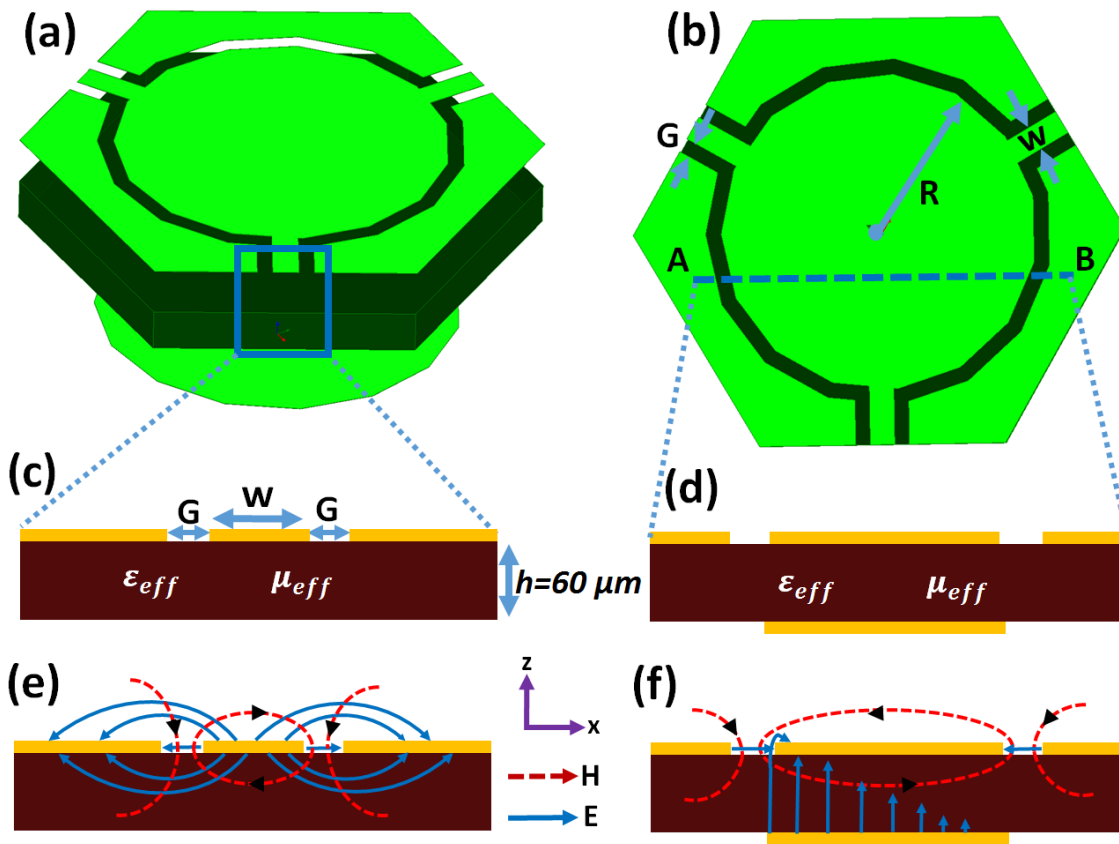 (a)
(b)
G
W
R
A
B
(c)
G
W
G
ε_eff
μ_eff
h=60 μm
(d)
ε_eff
μ_eff
(e)
z
x
H
E
(f)